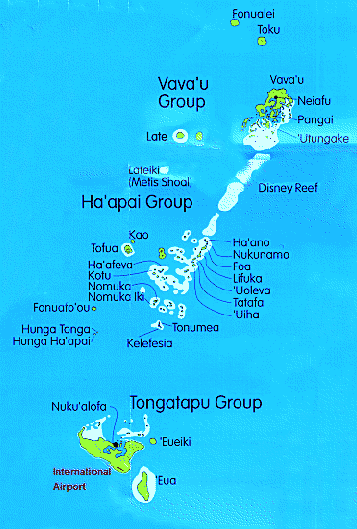 Fonualei
Toku
Vava'u
Group
Vava'u
Neiafu
Pangai
'Utungake
Late
Lateiki
(Metis Shoal)
Disney Reef
Ha'apai Group
Kao
Tofua
Ha'ano
Nukunamo
Foa
Lifuka
'Uoleva
Tatafa
'Uiha
Ha'afeva
Kotu
Nomuka
Nomuka Iki
Fonuafo'ou
Hunga Tonga
Hunga Ha'apai
Tonumea
Kelefesia
Tongatapu Group
Nuku'alofa
'Eueiki
International
Airport
'Eua